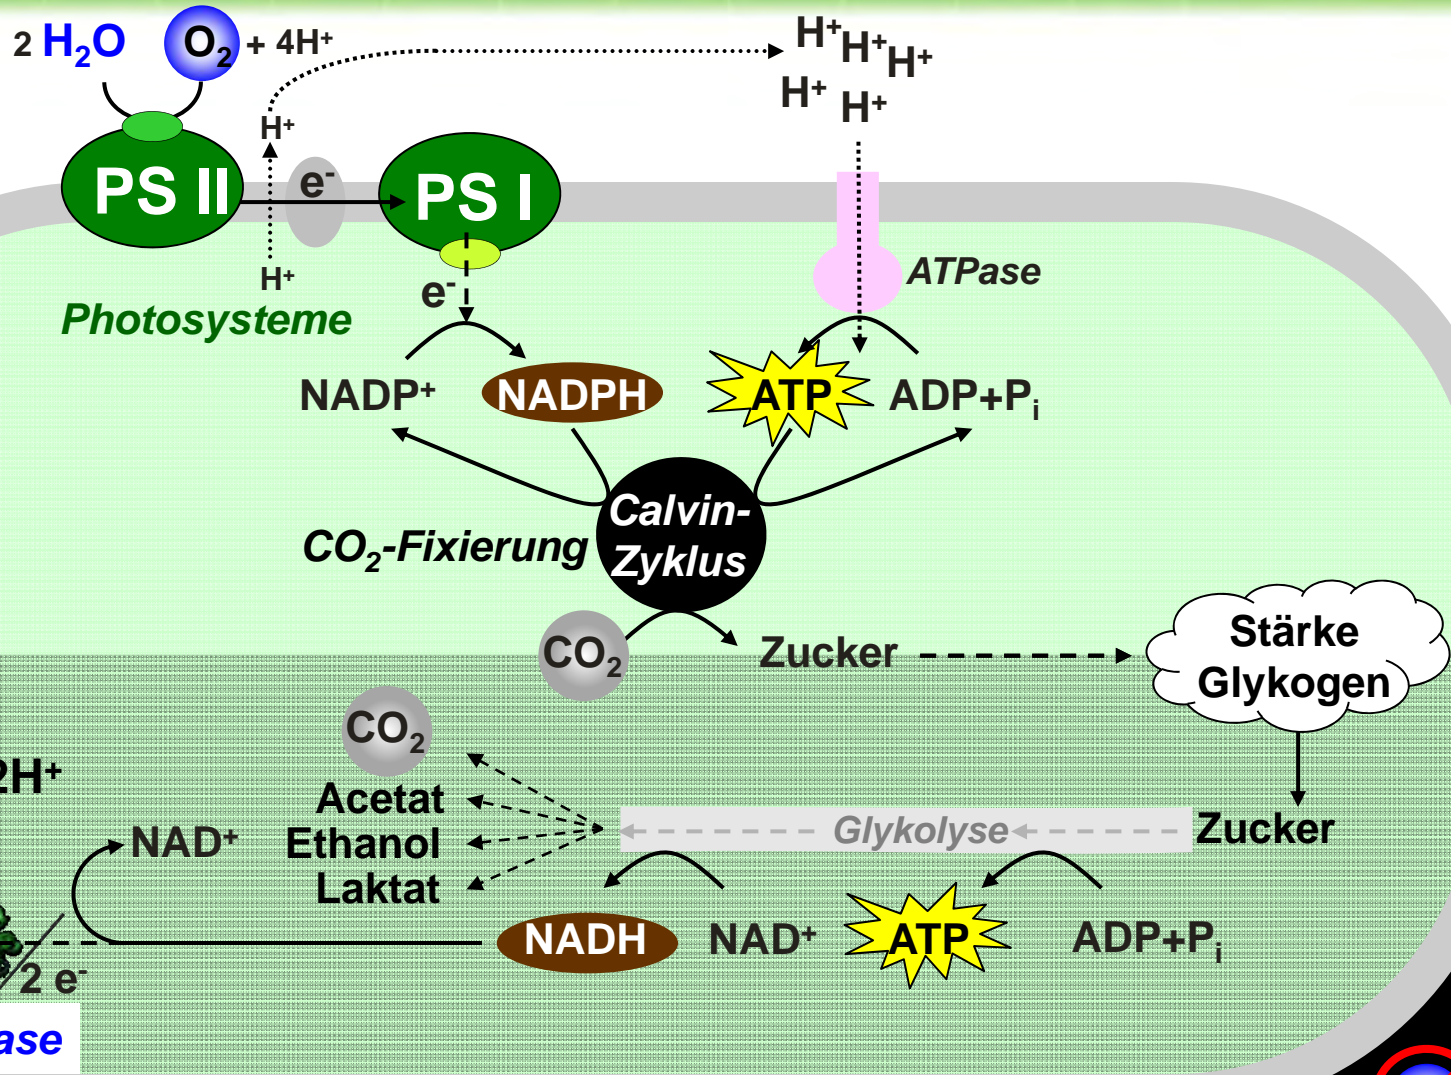 2 H₂O O₂ + 4H⁺
H⁺ H⁺ H⁺
H⁺ H⁺
H⁺
PS II e⁻ PS I
H⁺
e⁻
ATPase
Photosysteme
NADP⁺ NADPH ATP ADP+Pᵢ
Calvin-
Zyklus
CO₂-Fixierung
CO₂ Zucker
Stärke
Glykogen
CO₂
2H⁺
Acetat
NAD⁺ Ethanol
Laktat
Glykolyse Zucker
NADH NAD⁺ ATP ADP+Pᵢ
2 e⁻
ase